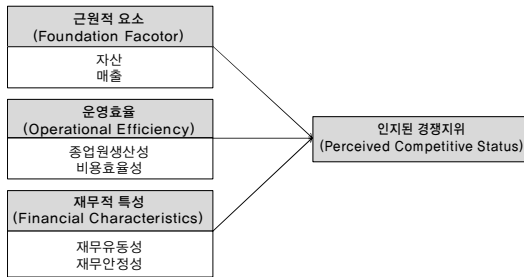 근원적 요소
(Foundation Facotor)
자산
매출
운영효율
(Operational Efficiency)
종업원생산성
비용효율성
재무적 특성
(Financial Characteristics)
재무유동성
재무안정성
인지된 경쟁지위
(Perceived Competitive Status)